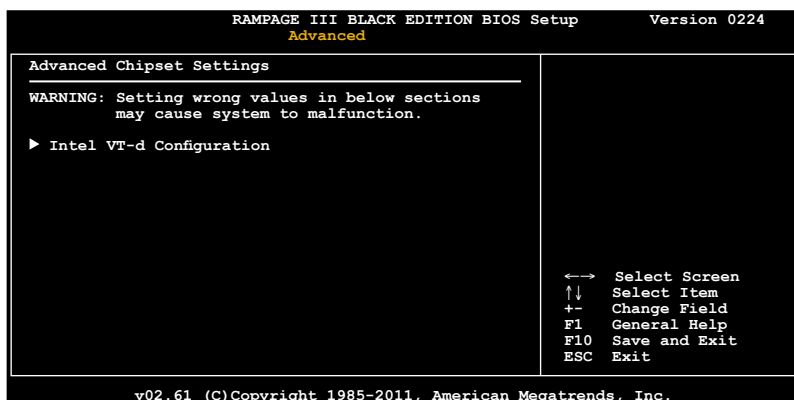 RAMPAGE III BLACK EDITION BIOS Setup Version 0224
Advanced
Advanced Chipset Settings
WARNING: Setting wrong values in below sections
may cause system to malfunction.
▶ Intel VT-d Configuration
←→ Select Screen
↑↓ Select Item
+- Change Field
F1 General Help
F10 Save and Exit
ESC Exit
v02.61 (C)Copyright 1985-2011, American Megatrends, Inc.